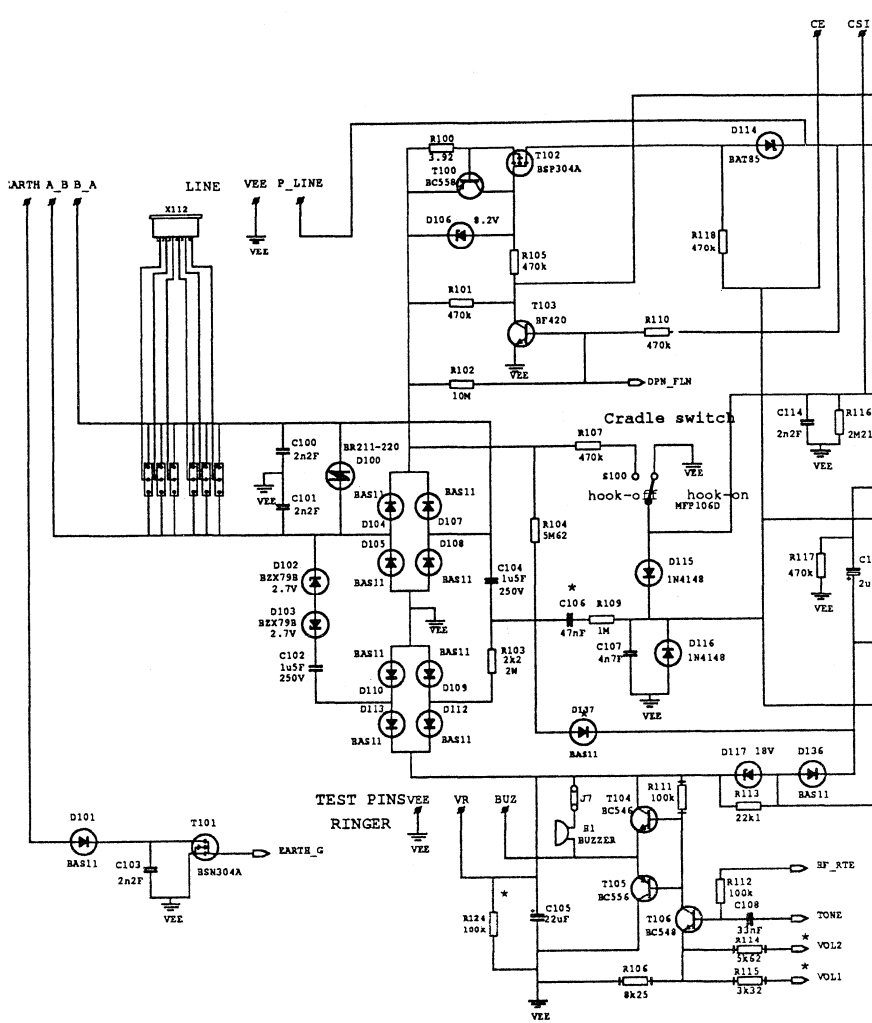 CE CSI
D114
BAT85
R100
3.92
T100
BC558
T102
BSP304A
A_B B_A
LINE
X112
VEE P_LINE
VEE
D106 8.2V
R105
470k
R118
470k
R101
470k
T103
BF420
R110
470k
VEE
R102
10M
DPN_FLN
Cradle switch
R107
470k
S100
VEE
hook-off hook-on
MFP106D
C114
2n2F
R116
2M21
VEE
C100
2n2F
VEE
C101
2n2F
BR211-220
D100
BAS11 BAS11
D104 D107
D105 D108
BAS11 BAS11
R104
5M62
D102
BZX79B
2.7V
D103
BZX79B
2.7V
C102
1u5F
250V
C104
1u5F
250V
VEE
D115
1N4148
R117
470k
VEE
*
C106
47nF
R109
1M
C107
4n7F
D116
1N4148
VEE
R103
2k2
2W
BAS11 BAS11
D110 D109
D113 D112
BAS11 BAS11
*
D137
BAS11
D117 18V
D136
BAS11
R113
22k1
TEST PINS
RINGER
VEE VR BUZ
VEE
J7
B1
BUZZER
T104
BC546
R111
100k
D101
BAS11
T101
BSN304A
EARTH_G
C103
2n2F
VEE
T105
BC556
T106
BC548
R112
100k
RF_RTE
C108
33nF
TONE
*
R124
100k
C105
22uF
R114
5k62
*
VOL2
R106
8k25
R115
3k32
*
VOL1
VEE